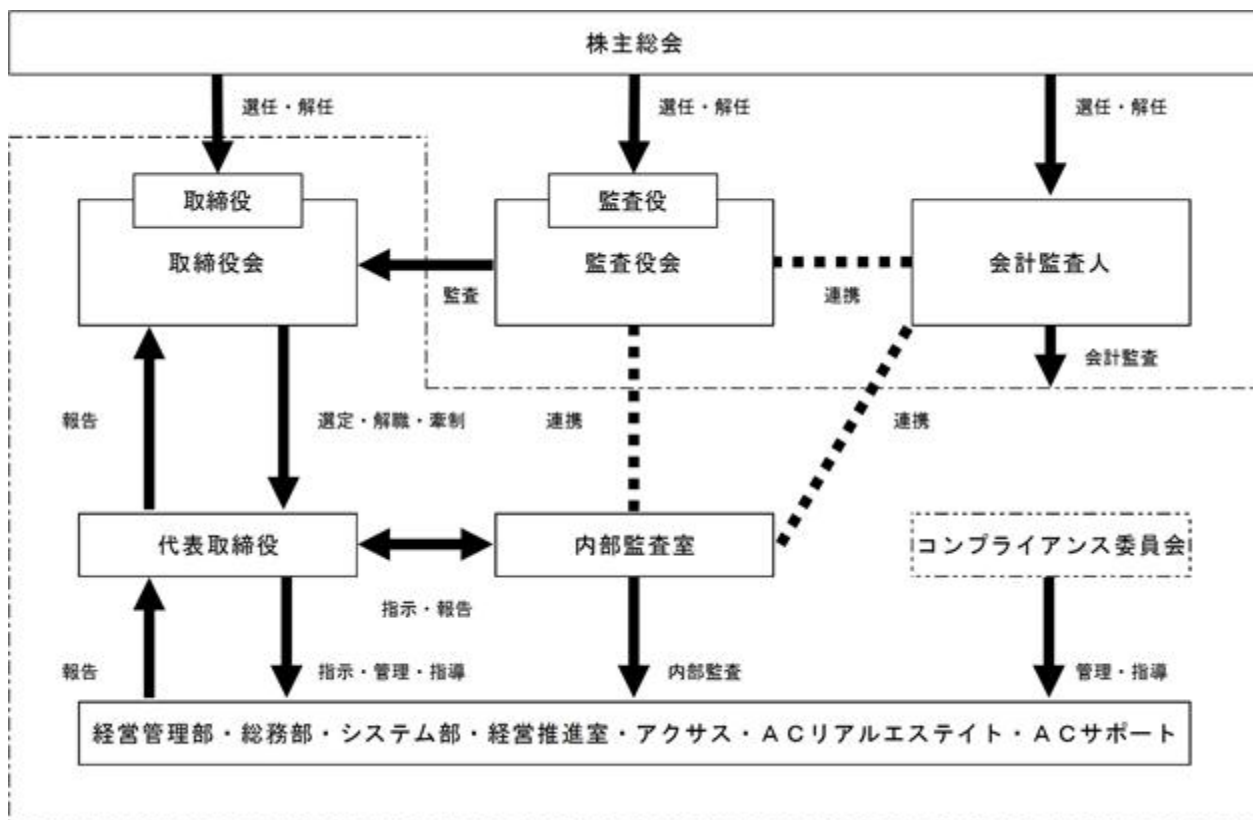 株主総会
選任・解任
選任・解任
選任・解任
取締役
監査役
取締役会
監査役会
会計監査人
監査
連携
会計監査
報告
選定・解職・牽制
連携
連携
代表取締役
内部監査室
コンプライアンス委員会
指示・報告
報告
指示・管理・指導
内部監査
管理・指導
経営管理部・総務部・システム部・経営推進室・アクサス・ＡＣリアルエステイト・ＡＣサポート